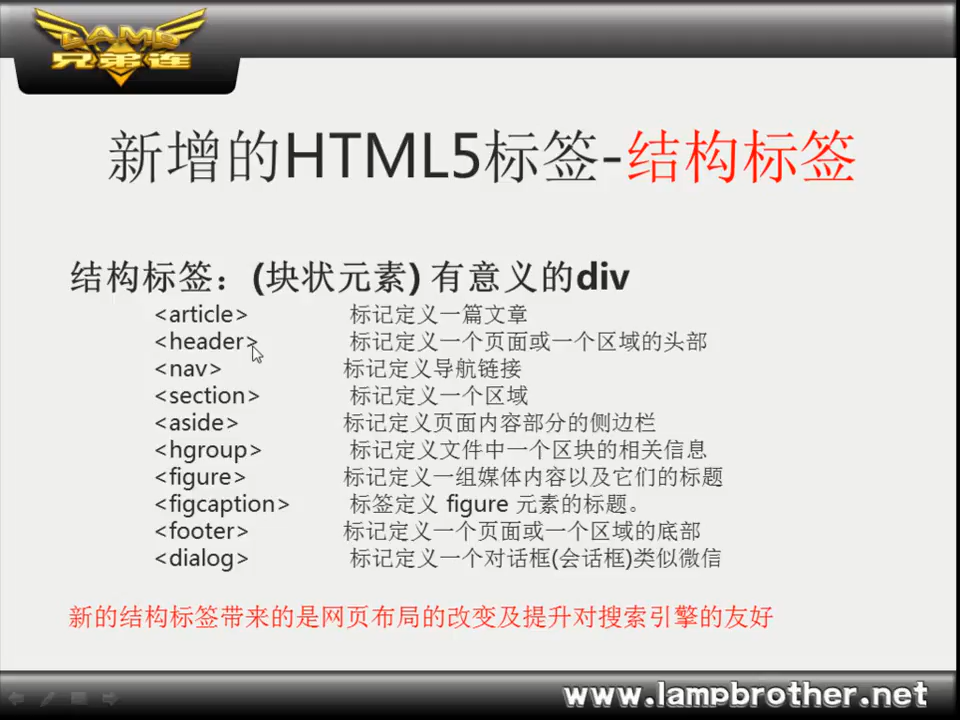 LAMP
兄弟连
新增的HTML5标签-结构标签
结构标签：(块状元素) 有意义的div
<article> 标记定义一篇文章
<header> 标记定义一个页面或一个区域的头部
<nav> 标记定义导航链接
<section> 标记定义一个区域
<aside> 标记定义页面内容部分的侧边栏
<hgroup> 标记定义文件中一个区块的相关信息
<figure> 标记定义一组媒体内容以及它们的标题
<figcaption> 标签定义 figure 元素的标题。
<footer> 标记定义一个页面或一个区域的底部
<dialog> 标记定义一个对话框(会话框)类似微信
新的结构标签带来的是网页布局的改变及提升对搜索引擎的友好
www.lampbrother.net